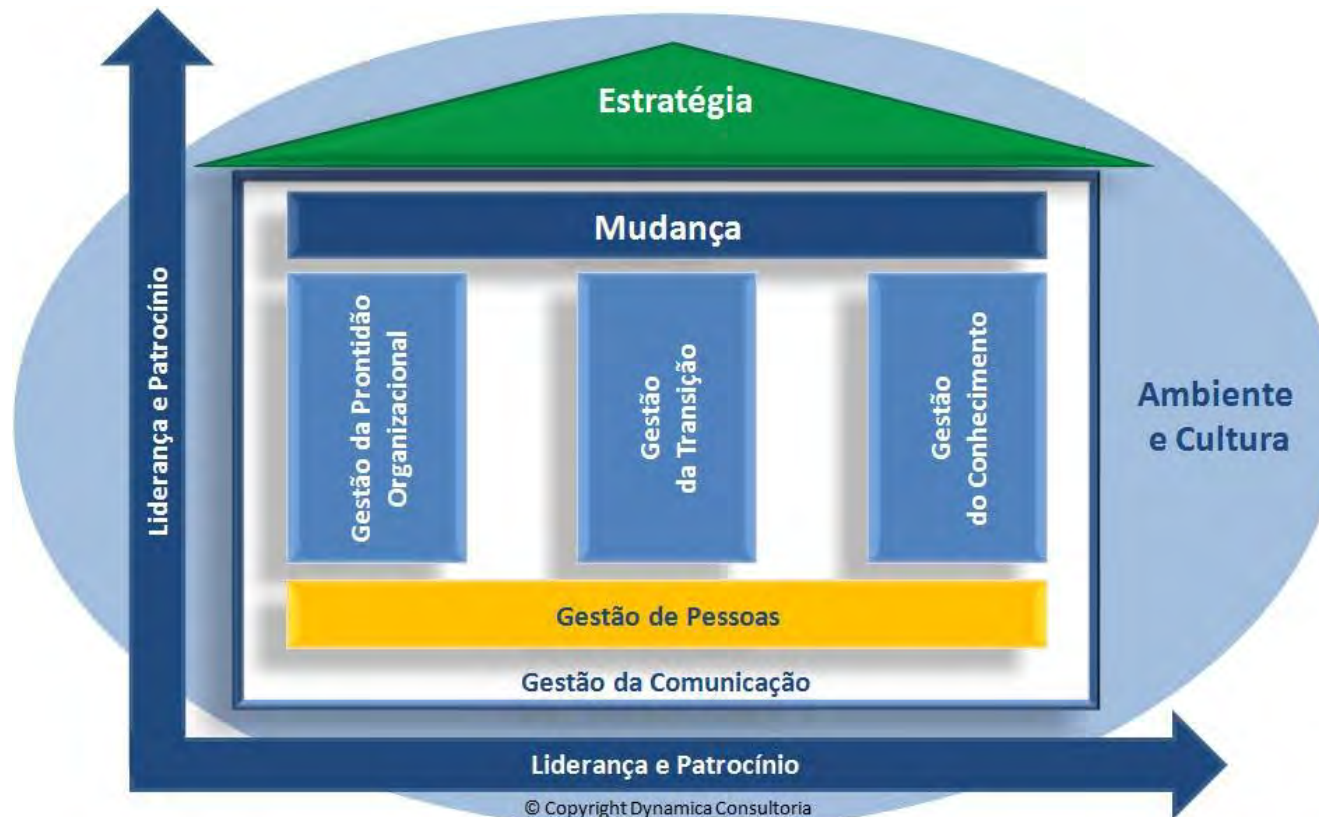 Estratégia
Mudança
Liderança e Patrocínio
Gestão da Prontidão
Organizacional
Gestão
da Transição
Gestão
do Conhecimento
Ambiente
e Cultura
Gestão de Pessoas
Gestão da Comunicação
Liderança e Patrocínio
© Copyright Dynamica Consultoria